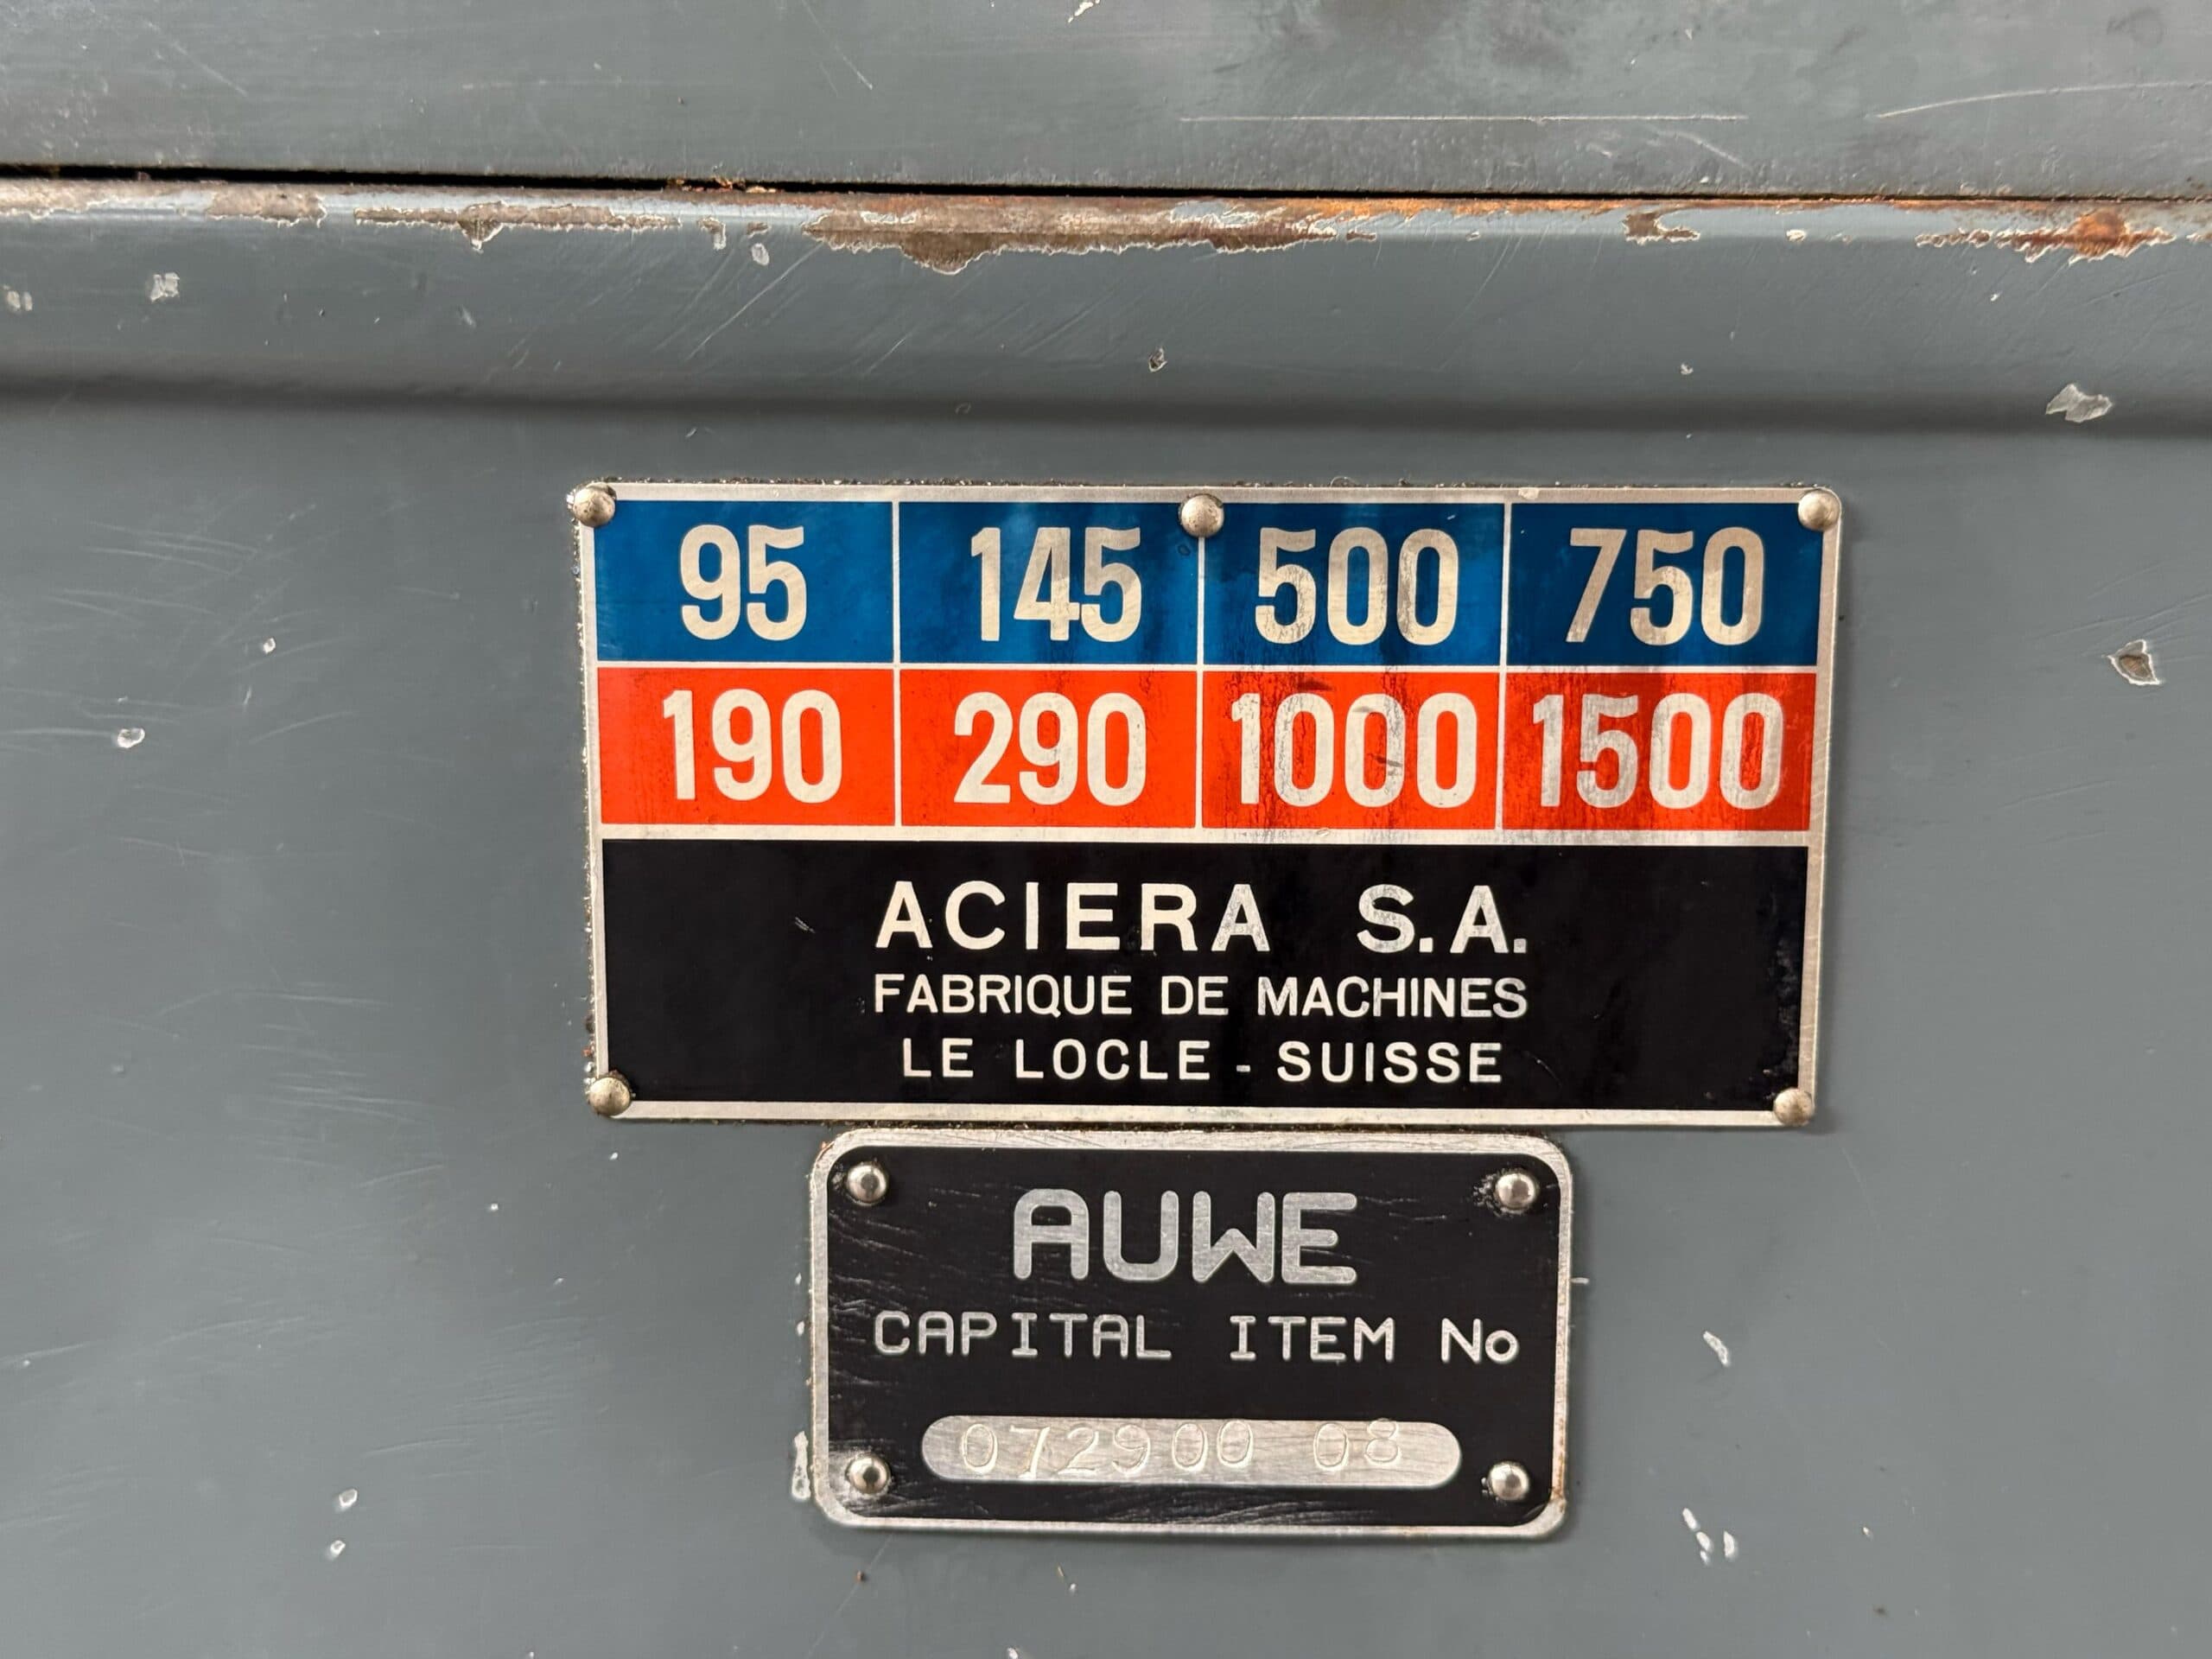 95 145 500 750
190 290 1000 1500
ACIERA S.A.
FABRIQUE DE MACHINES
LE LOCLE - SUISSE
AUWE
CAPITAL ITEM No
072900 08